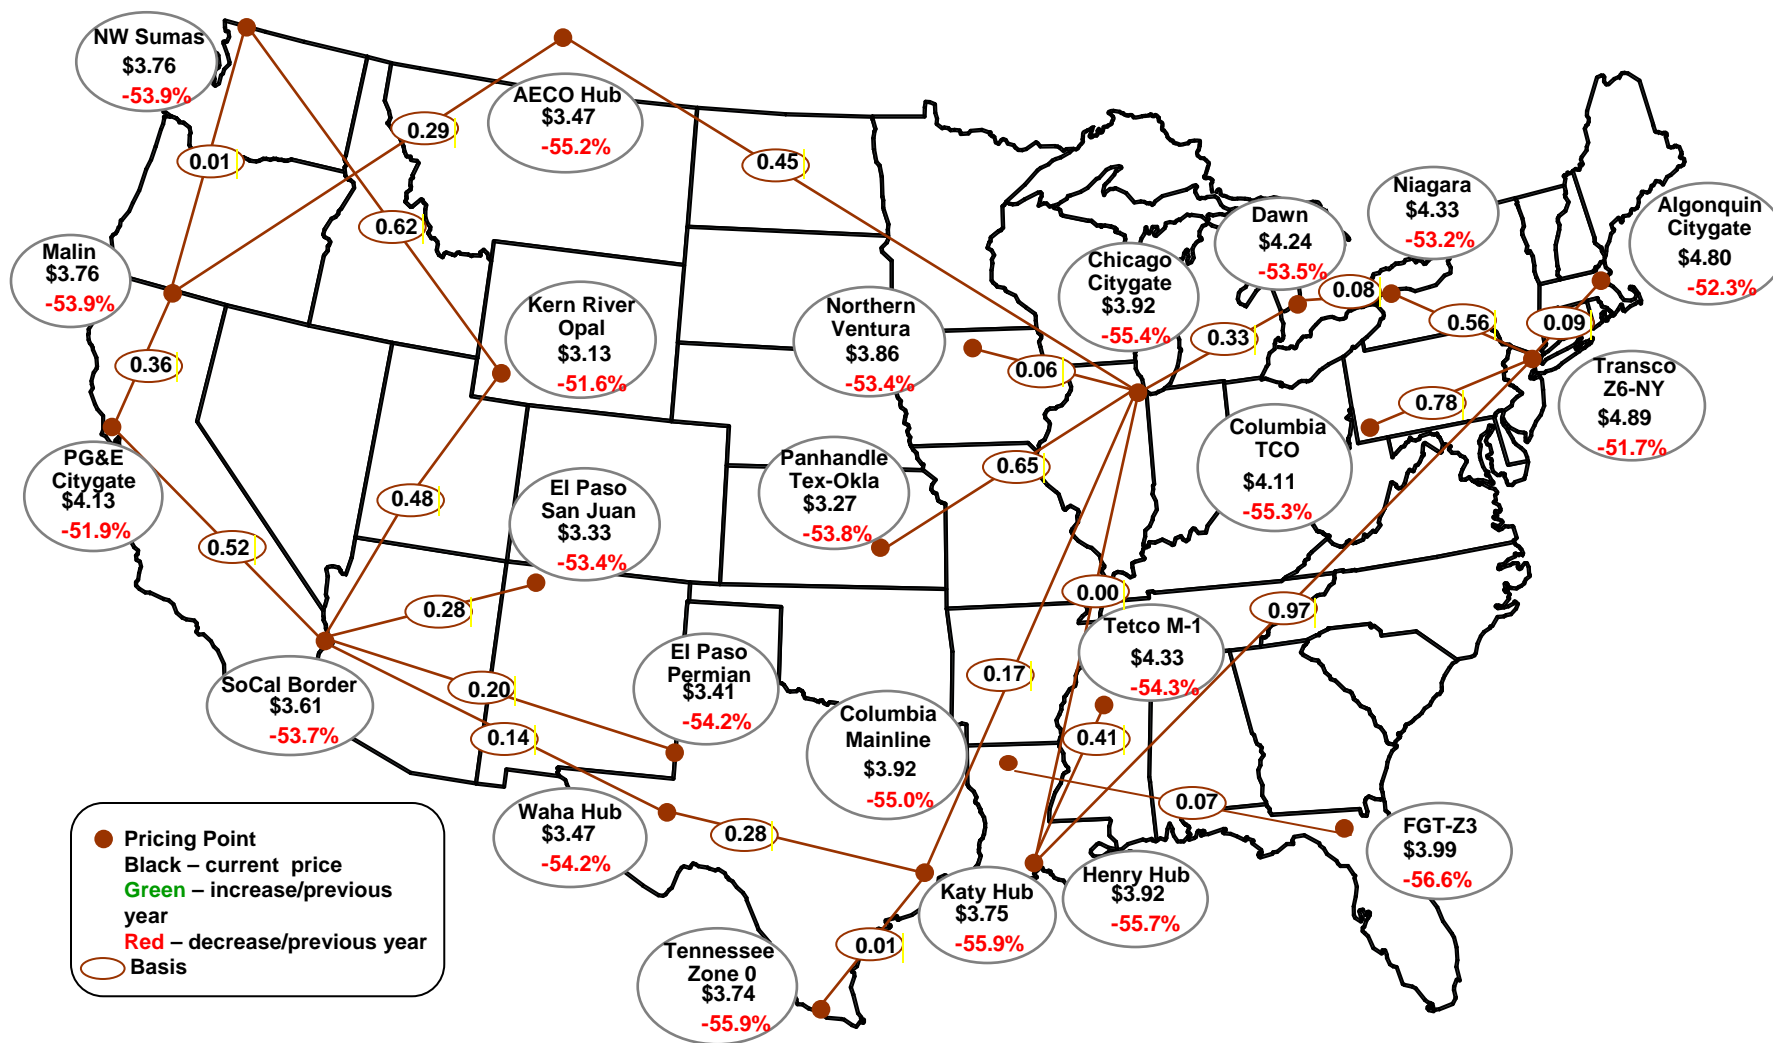 NW Sumas
$3.76
-53.9%
AECO Hub
$3.47
-55.2%
0.29
0.01
0.45
0.62
Niagara
$4.33
-53.2%
Algonquin
Citygate
$4.80
-52.3%
Dawn
$4.24
-53.5%
Malin
$3.76
-53.9%
Chicago
Citygate
$3.92
-55.4%
0.08
Kern River
Opal
$3.13
-51.6%
Northern
Ventura
$3.86
-53.4%
0.33
0.56
0.09
0.36
0.06
Transco
Z6-NY
$4.89
-51.7%
0.78
PG&E
Citygate
$4.13
-51.9%
Columbia
TCO
$4.11
-55.3%
Panhandle
Tex-Okla
$3.27
-53.8%
0.65
El Paso
San Juan
$3.33
-53.4%
0.48
0.52
0.28
0.00
0.97
Tetco M-1
$4.33
-54.3%
El Paso
Permian
$3.41
-54.2%
0.17
SoCal Border
$3.61
-53.7%
0.20
0.14
Columbia
Mainline
$3.92
-55.0%
0.41
0.07
Waha Hub
$3.47
-54.2%
0.28
FGT-Z3
$3.99
-56.6%
Katy Hub
$3.75
-55.9%
Henry Hub
$3.92
-55.7%
Tennessee
Zone 0
$3.74
-55.9%
0.01
Pricing Point
Black – current price
Green – increase/previous
year
Red – decrease/previous year
Basis